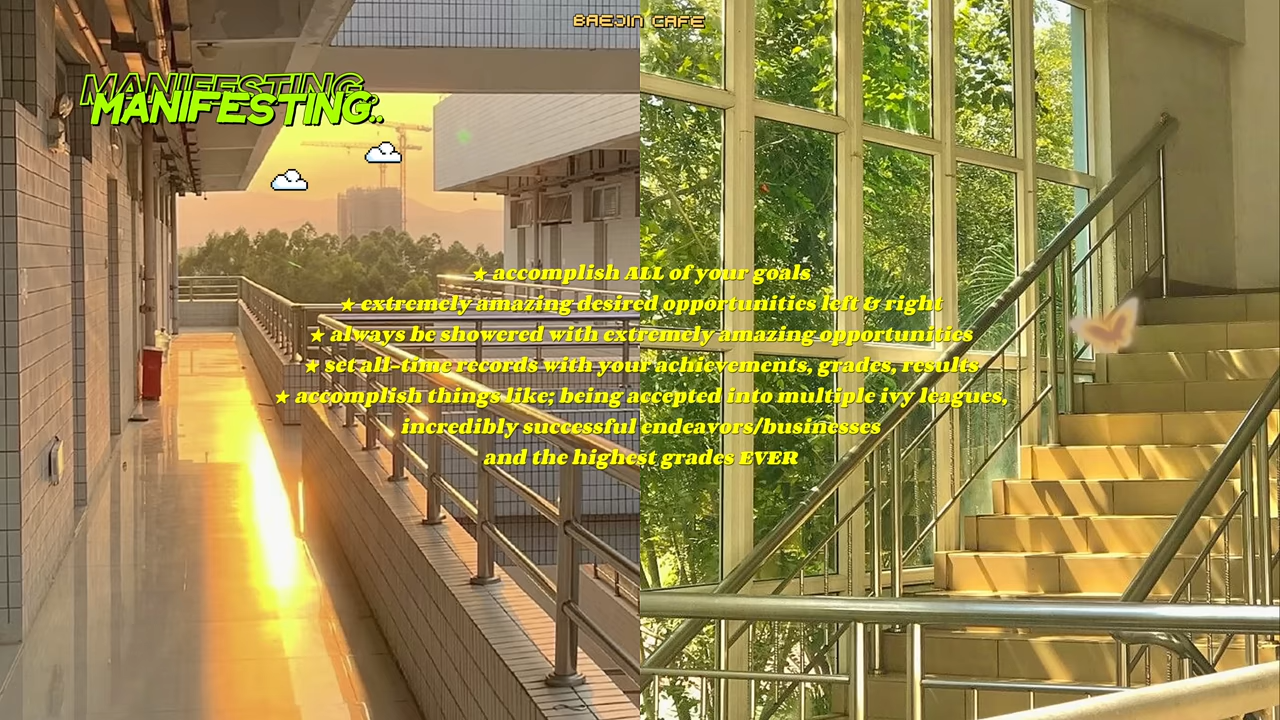 BAEJIN CAFE
MANIFESTING
MANIFESTING..
★ accomplish ALL of your goals
★ extremely amazing desired opportunities left & right
★ always be showered with extremely amazing opportunities
★ set all-time records with your achievements, grades, results
★ accomplish things like; being accepted into multiple ivy leagues,
incredibly successful endeavors/businesses
and the highest grades EVER